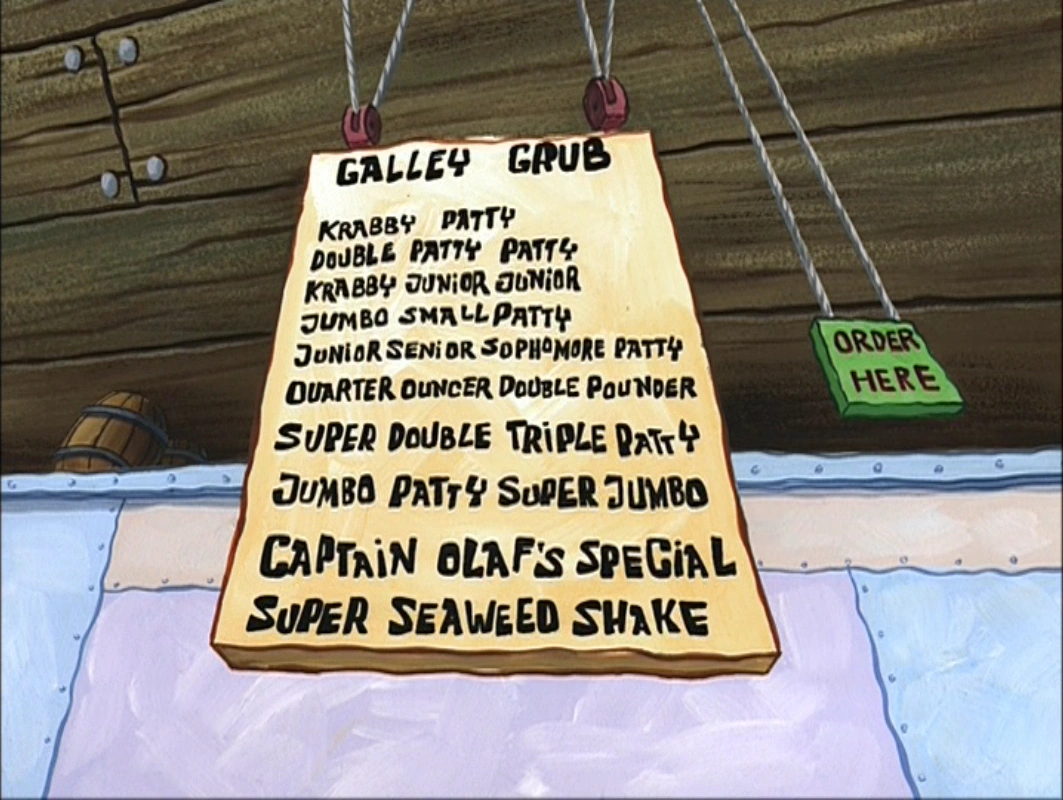 GALLEY GRUB
KRABBY PATTY
DOUBLE PATTY PATTY
KRABBY JUNiOR JUNiOR
JUMBO SMALL PATTY
JUNiOR SENiOR SOPHOMORE PATTY
QUARTER OUNCER DOUBLE POUNDER
SUPER DOUBLE TRiPLE PATTY
JUMBO PATTY SUPER JUMBO
CAPTAiN OLAF'S SPECiAL
SUPER SEAWEED SHAKE
ORDER
HERE